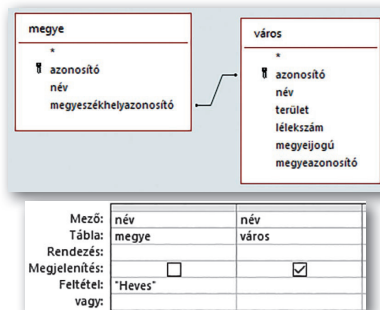 megye
*
azonosító
név
megyeszékhelyazonosító
város
*
azonosító
név
terület
lélekszám
megyeijogú
megyeazonosító
Mező: név név
Tábla: megye város
Rendezés:
Megjelenítés:
Feltétel: "Heves"
vagy: